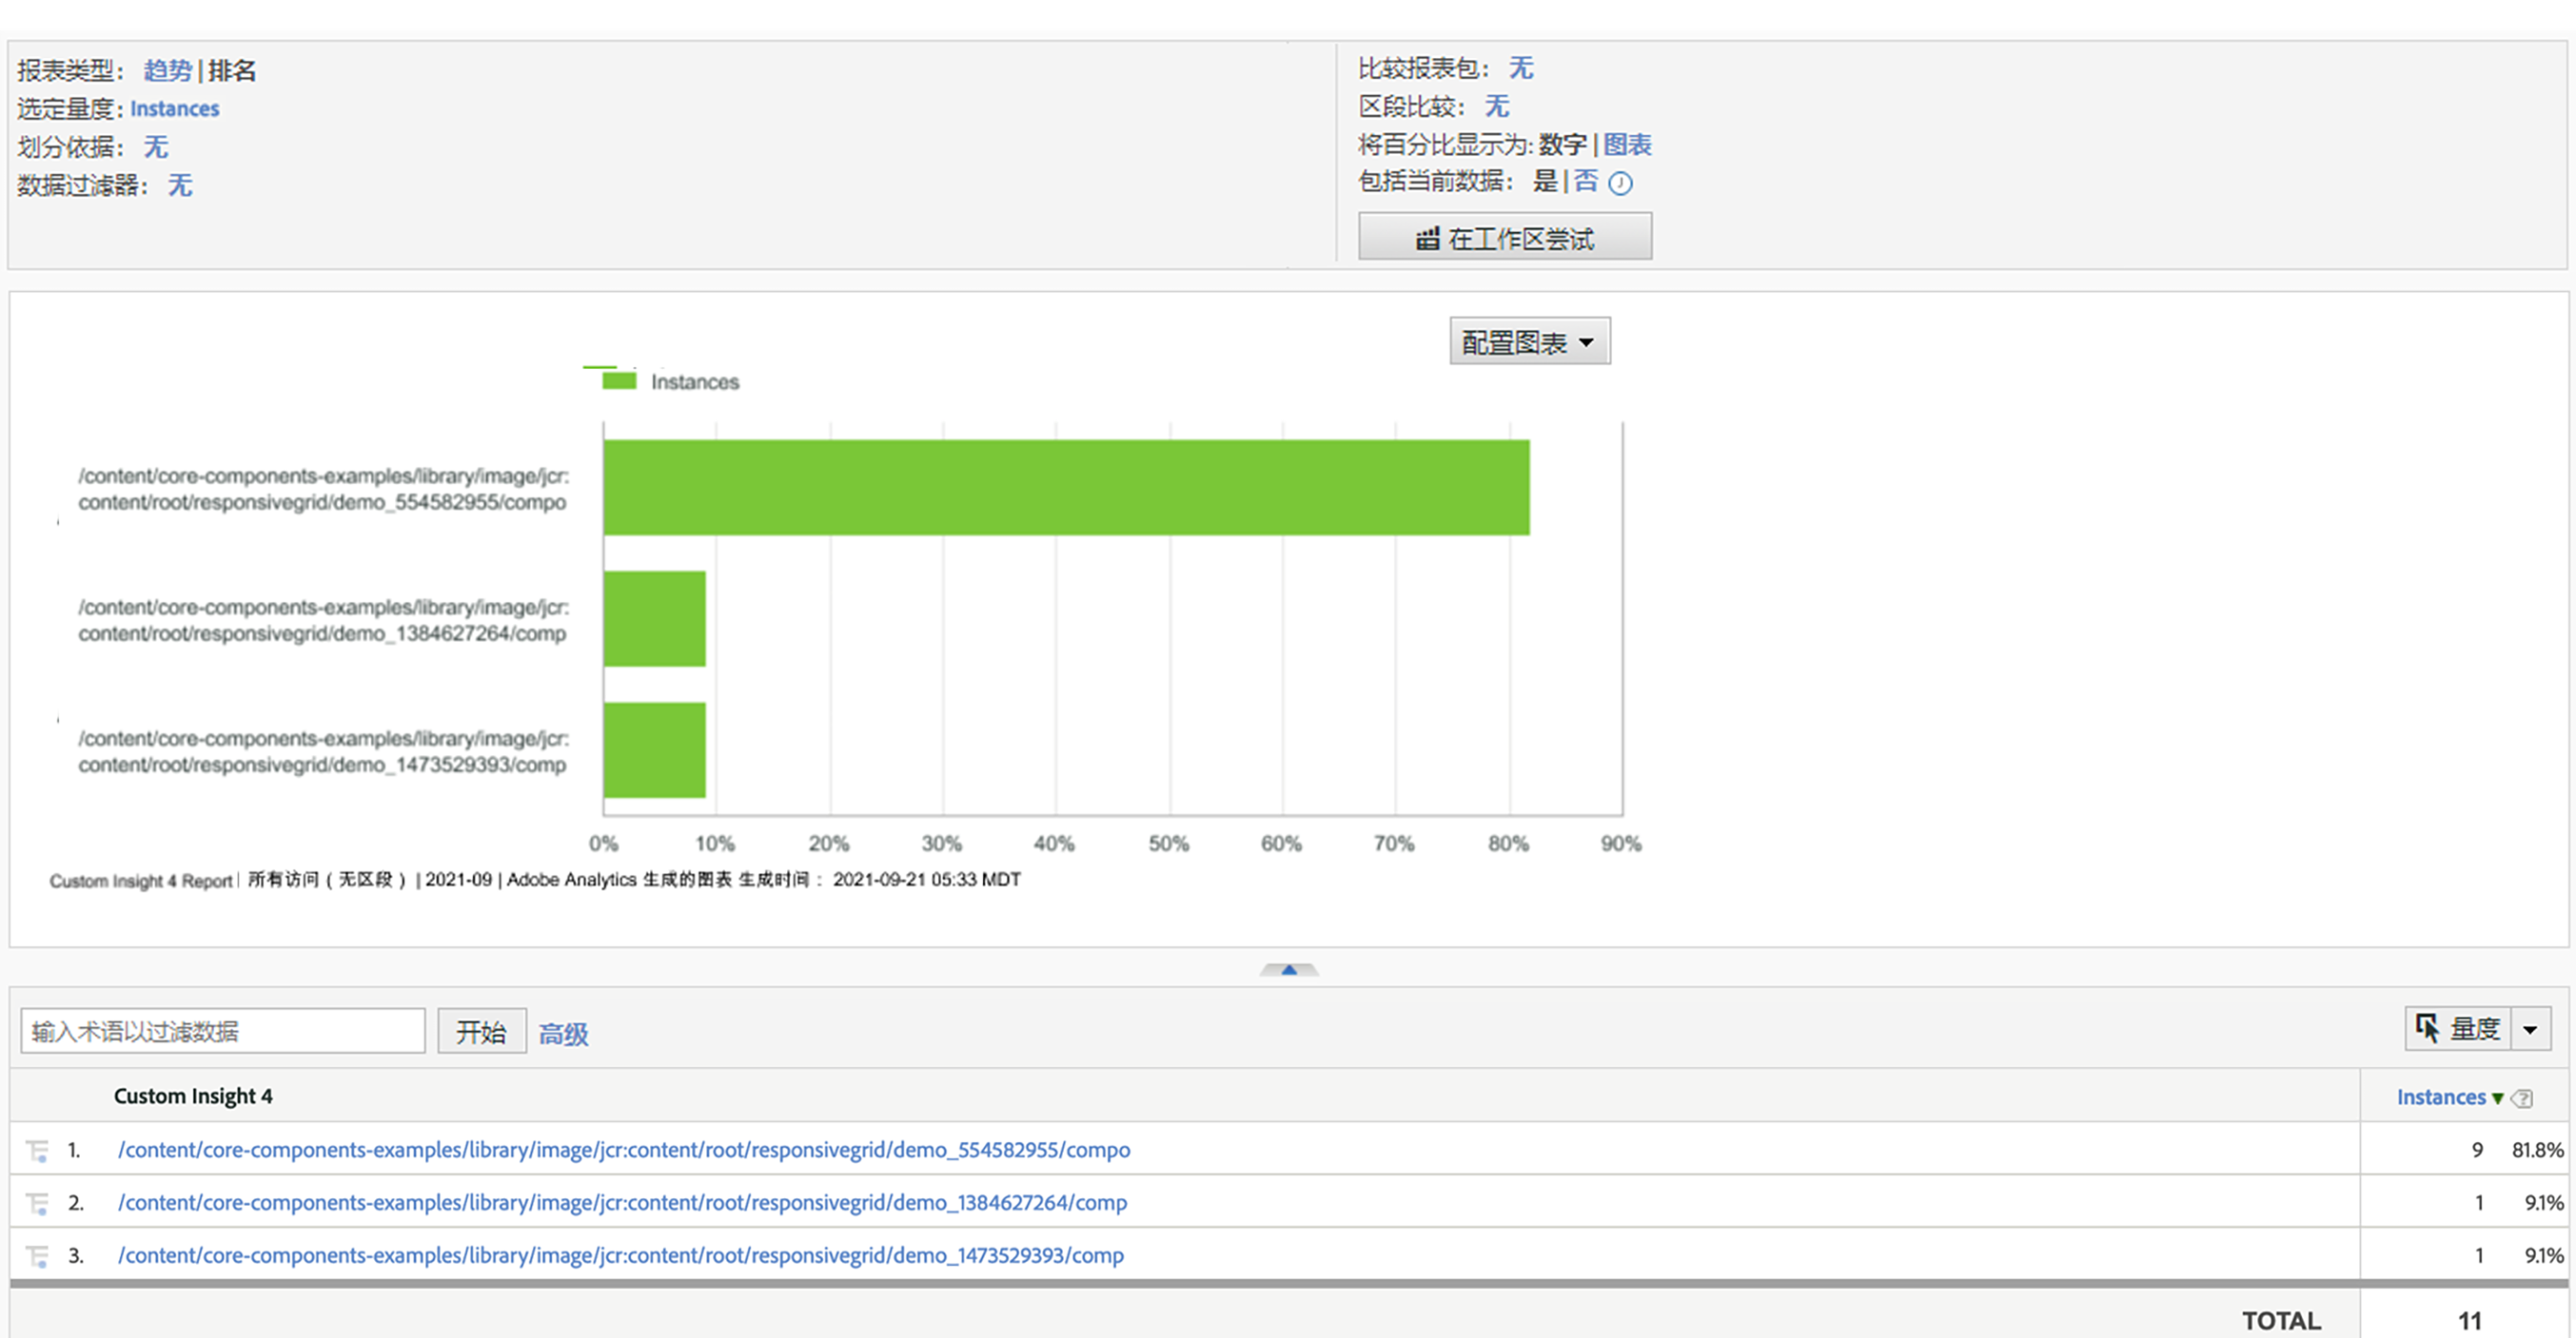 报表类型： 趋势 | 排名
选定量度: Instances
划分依据： 无
数据过滤器： 无
比较报表包： 无
区段比较： 无
将百分比显示为: 数字 | 图表
包括当前数据： 是 | 否
在工作区尝试
配置图表
Instances
/content/core-components-examples/library/image/jcr:
content/root/responsivegrid/demo_554582955/compo
/content/core-components-examples/library/image/jcr:
content/root/responsivegrid/demo_1384627264/comp
/content/core-components-examples/library/image/jcr:
content/root/responsivegrid/demo_1473529393/comp
0% 10% 20% 30% 40% 50% 60% 70% 80% 90%
Custom Insight 4 Report | 所有访问（无区段） | 2021-09 | Adobe Analytics 生成的图表 生成时间： 2021-09-21 05:33 MDT
输入术语以过滤数据 开始 高级 量度
Custom Insight 4 Instances
1. /content/core-components-examples/library/image/jcr:content/root/responsivegrid/demo_554582955/compo 9 81.8%
2. /content/core-components-examples/library/image/jcr:content/root/responsivegrid/demo_1384627264/comp 1 9.1%
3. /content/core-components-examples/library/image/jcr:content/root/responsivegrid/demo_1473529393/comp 1 9.1%
TOTAL 11